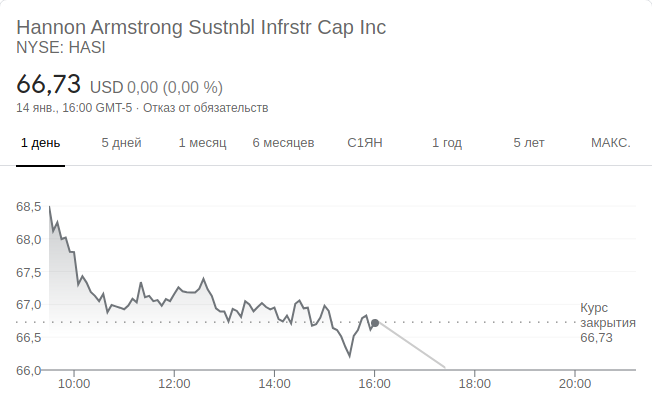 Hannon Armstrong Sustnbl Infrstr Cap Inc
NYSE: HASI
66,73 USD 0,00 (0,00 %)
14 янв., 16:00 GMT-5 · Отказ от обязательств
1 день 5 дней 1 месяц 6 месяцев С1ЯН 1 год 5 лет МАКС.
68,5
68,0
67,5
67,0
66,5
66,0
Курс
закрытия
66,73
10:00 12:00 14:00 16:00 18:00 20:00